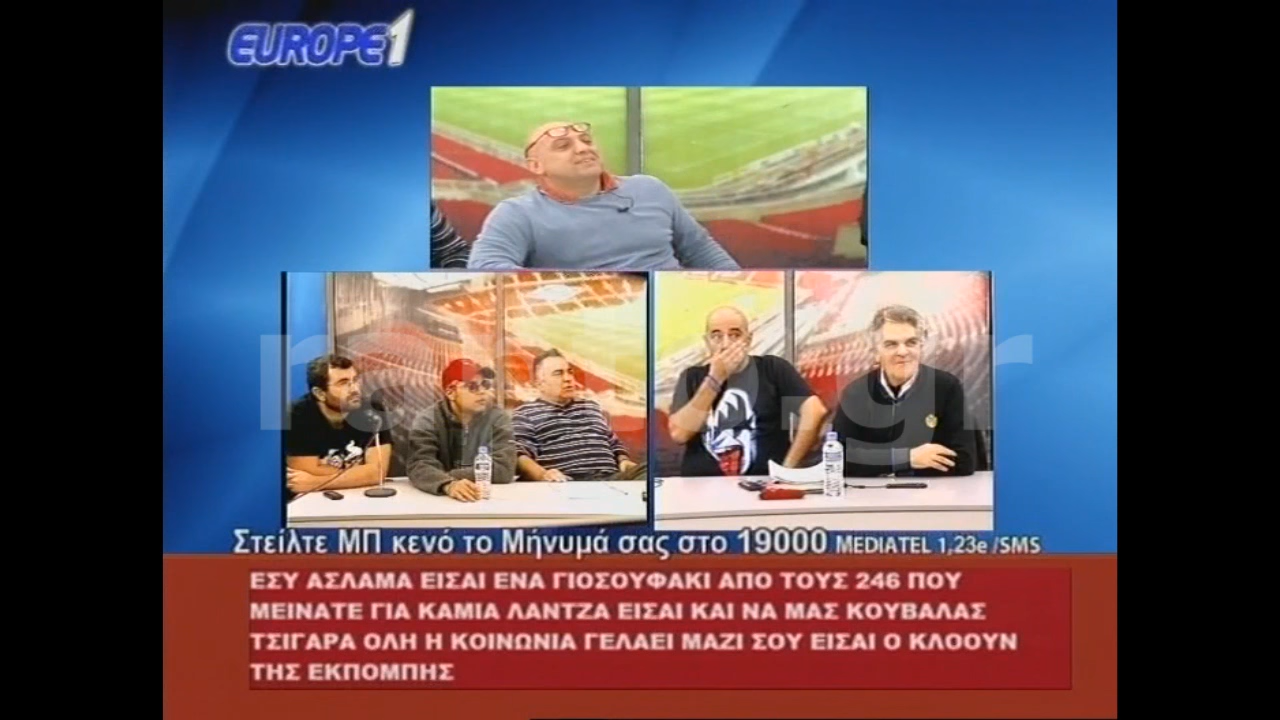 EUROPE1
ranto.gr
Στείλτε ΜΠ κενό το Μήνυμά σας στο 19000 MEDIATEL 1,23e /SMS
ΕΣΥ ΑΣΛΑΜΑ ΕΙΣΑΙ ΕΝΑ ΓΙΟΣΟΥΦΑΚΙ ΑΠΟ ΤΟΥΣ 246 ΠΟΥ
ΜΕΙΝΑΤΕ ΓΙΑ ΚΑΜΙΑ ΛΑΝΤΖΑ ΕΙΣΑΙ ΚΑΙ ΝΑ ΜΑΣ ΚΟΥΒΑΛΑΣ
ΤΣΙΓΑΡΑ ΟΛΗ Η ΚΟΙΝΩΝΙΑ ΓΕΛΑΕΙ ΜΑΖΙ ΣΟΥ ΕΙΣΑΙ Ο ΚΛΟΟΥΝ
ΤΗΣ ΕΚΠΟΜΠΗΣ